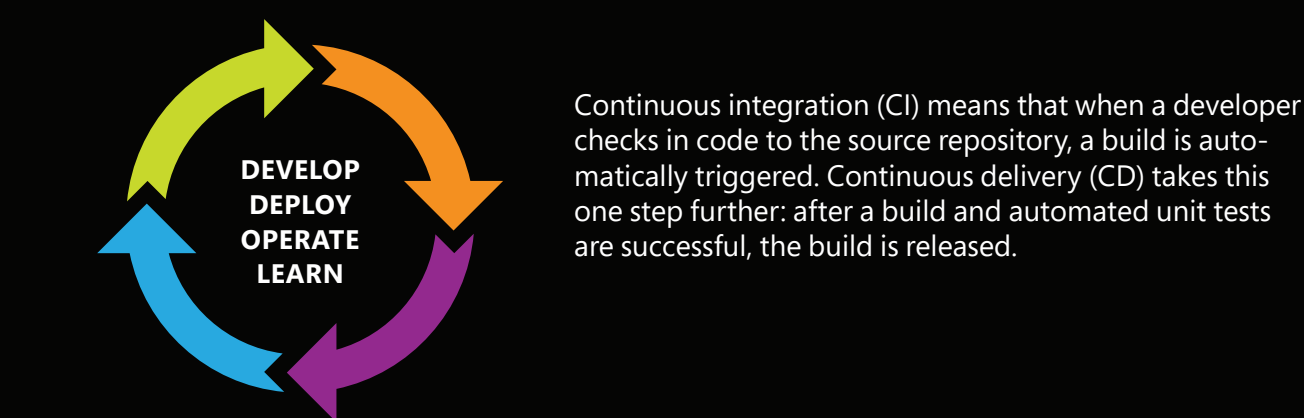 DEVELOP
DEPLOY
OPERATE
LEARN
Continuous integration (CI) means that when a developer
checks in code to the source repository, a build is auto-
matically triggered. Continuous delivery (CD) takes this
one step further: after a build and automated unit tests
are successful, the build is released.